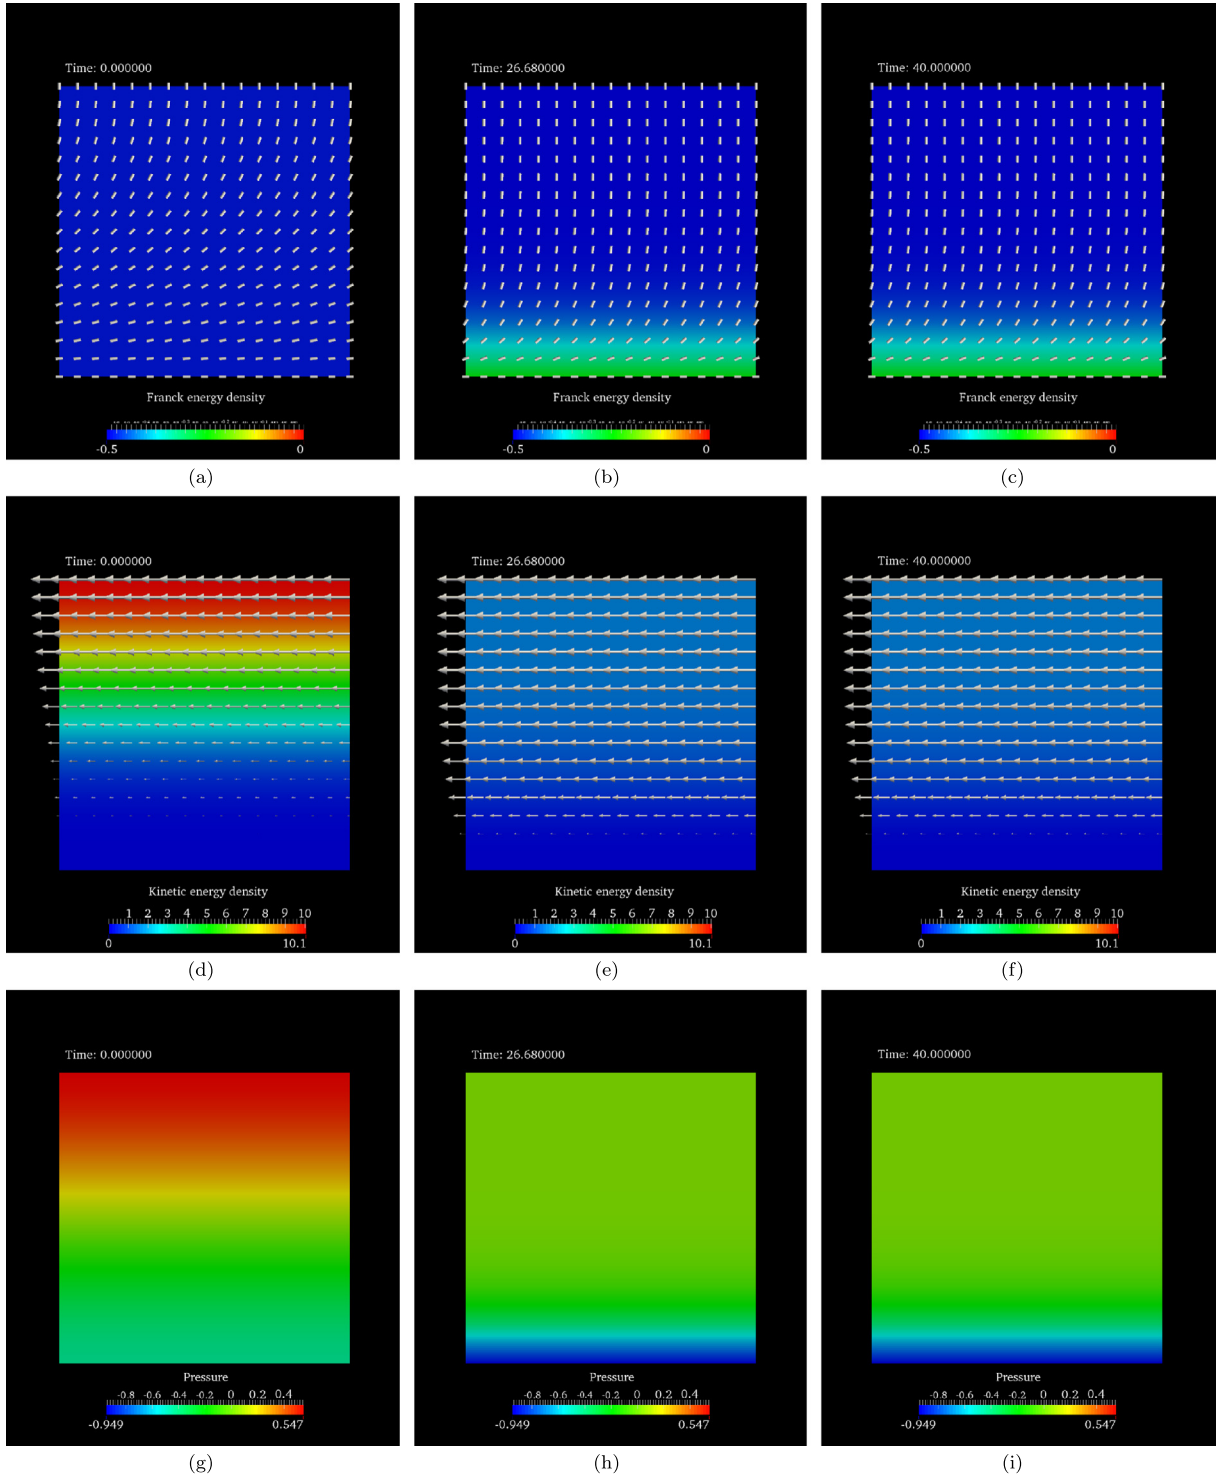 Time: 0.000000
Time: 26.680000
Time: 40.000000
Franck energy density
Franck energy density
Franck energy density
-0.5 0
-0.5 0
-0.5 0
(a)
(b)
(c)
Time: 0.000000
Time: 26.680000
Time: 40.000000
Kinetic energy density
Kinetic energy density
Kinetic energy density
1 2 3 4 5 6 7 8 9 10
1 2 3 4 5 6 7 8 9 10
1 2 3 4 5 6 7 8 9 10
0 10.1
0 10.1
0 10.1
(d)
(e)
(f)
Time: 0.000000
Time: 26.680000
Time: 40.000000
Pressure
Pressure
Pressure
-0.8 -0.6 -0.4 -0.2 0 0.2 0.4
-0.8 -0.6 -0.4 -0.2 0 0.2 0.4
-0.8 -0.6 -0.4 -0.2 0 0.2 0.4
-0.949 0.547
-0.949 0.547
-0.949 0.547
(g)
(h)
(i)